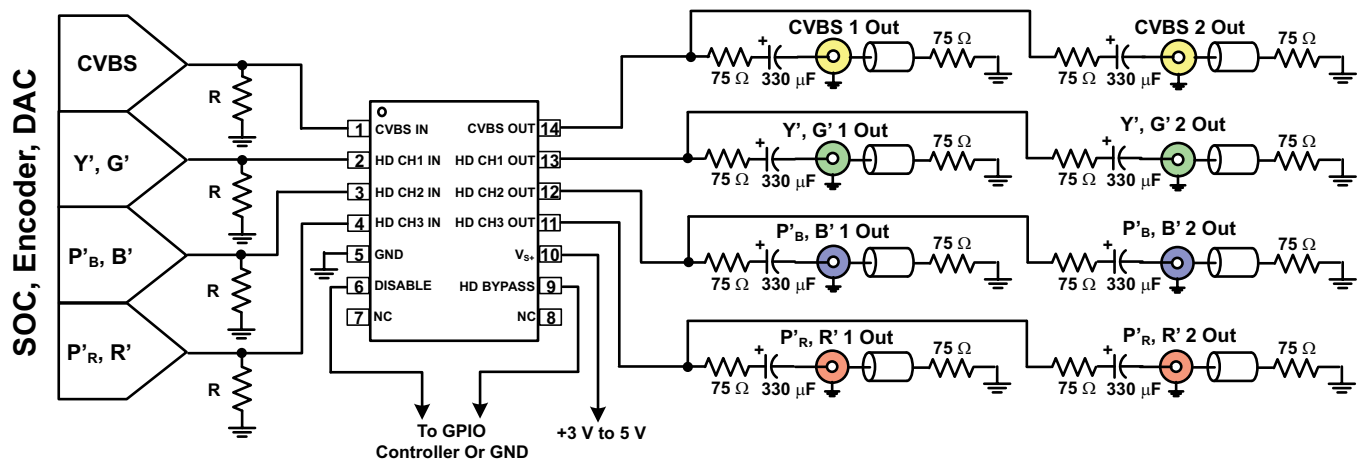 SOC, Encoder, DAC
CVBS
Y', G'
P'B, B'
P'R, R'
R
R
R
R
1 CVBS IN
2 HD CH1 IN
3 HD CH2 IN
4 HD CH3 IN
5 GND
6 DISABLE
7 NC
CVBS OUT 14
HD CH1 OUT 13
HD CH2 OUT 12
HD CH3 OUT 11
VS+ 10
HD BYPASS 9
NC 8
To GPIO
Controller Or GND
+3 V to 5 V
CVBS 1 Out
75 Ω
+
75 Ω
330 μF
CVBS 2 Out
75 Ω
+
75 Ω
330 μF
Y', G' 1 Out
75 Ω
+
75 Ω
330 μF
Y', G' 2 Out
75 Ω
+
75 Ω
330 μF
P'B, B' 1 Out
75 Ω
+
75 Ω
330 μF
P'B, B' 2 Out
75 Ω
+
75 Ω
330 μF
P'R, R' 1 Out
75 Ω
+
75 Ω
330 μF
P'R, R' 2 Out
75 Ω
+
75 Ω
330 μF